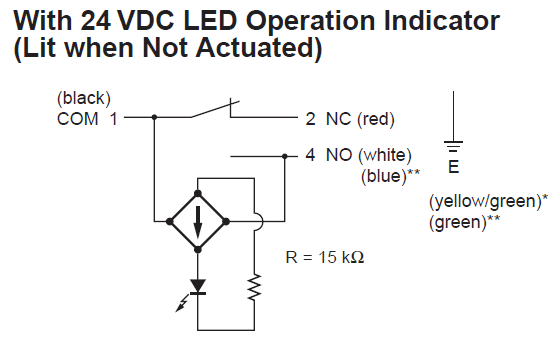 With 24 VDC LED Operation Indicator
(Lit when Not Actuated)
(black)
COM 1
2 NC (red)
4 NO (white)
(blue)**
E
(yellow/green)*
(green)**
R = 15 kΩ